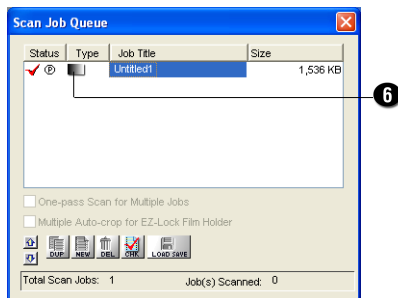 Scan Job Queue
Status Type Job Title Size
P Untitled1 1,536 KB
6
One-pass Scan for Multiple Jobs
Multiple Auto-crop for EZ-Lock Film Holder
DUP NEW DEL CHK LOAD SAVE
Total Scan Jobs: 1 Job(s) Scanned: 0